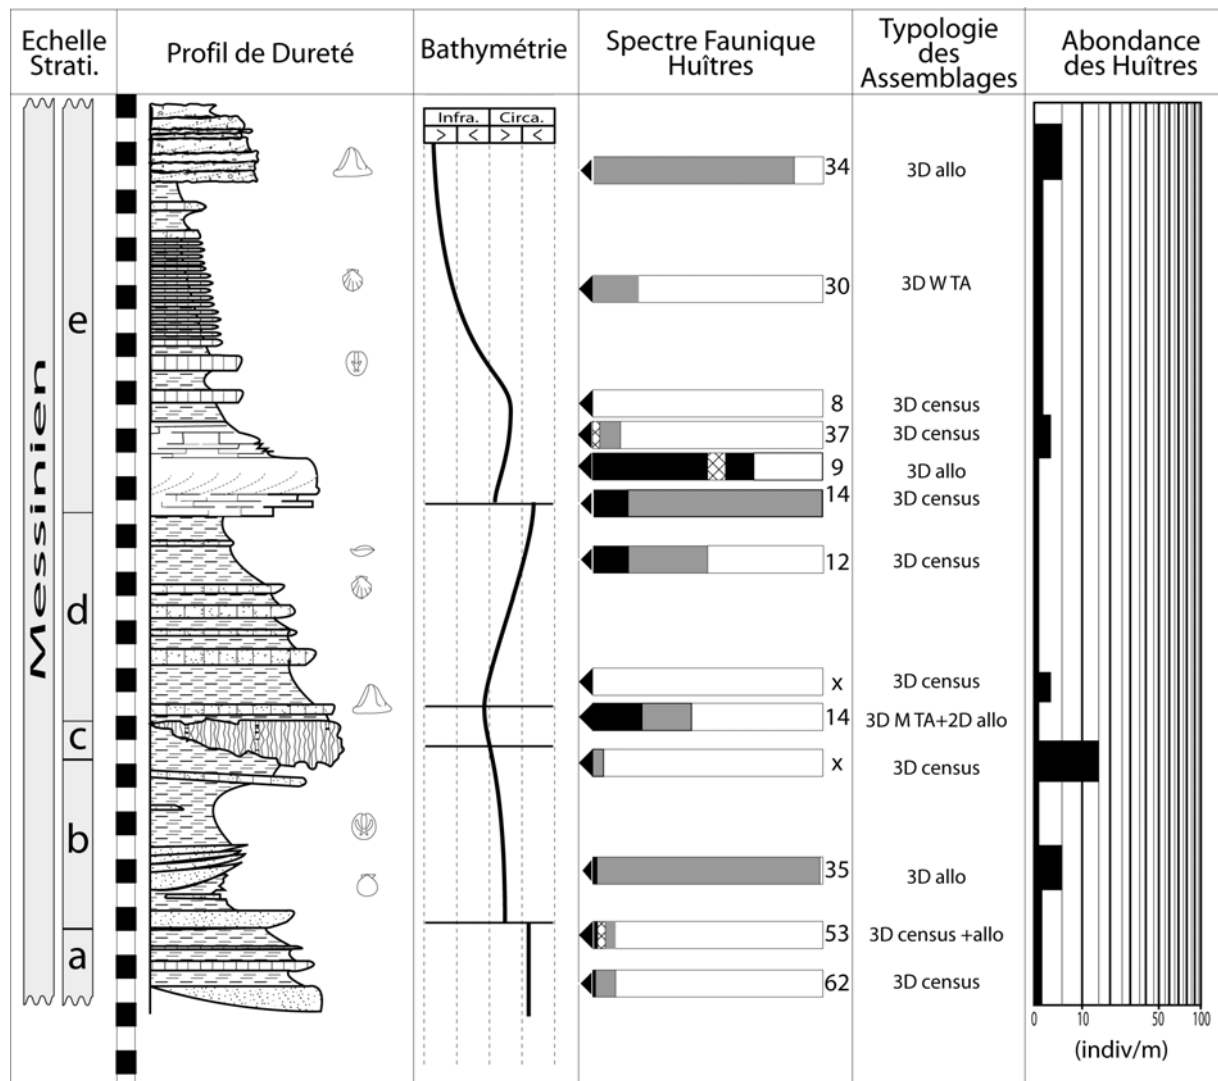 Echelle
Strati.
Profil de Dureté
Bathymétrie
Spectre Faunique
Huîtres
Typologie
des
Assemblages
Abondance
des Huîtres
Infra. Circa.
> < > <
Messinien
e
d
c
b
a
34 3D allo
30 3D W TA
8 3D census
37 3D census
9 3D allo
14 3D census
12 3D census
x 3D census
14 3D M TA+2D allo
x 3D census
35 3D allo
53 3D census +allo
62 3D census
0 10 50 100
(indiv/m)